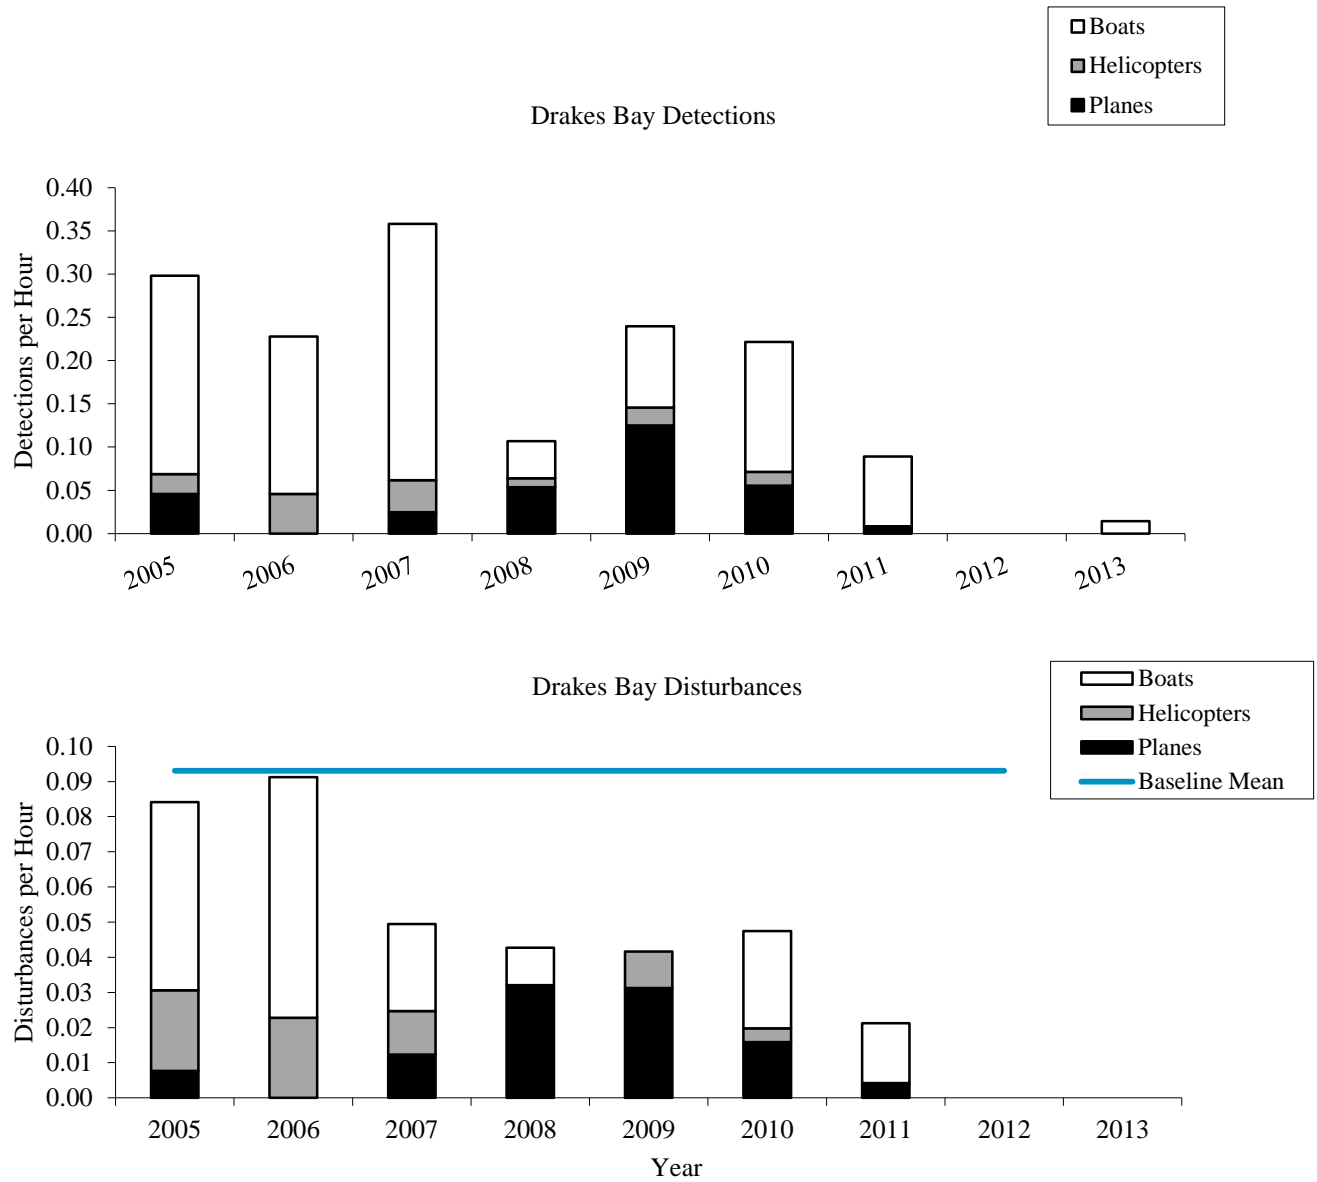 Boats
Helicopters
Planes
Drakes Bay Detections
Detections per Hour
0.40
0.35
0.30
0.25
0.20
0.15
0.10
0.05
0.00
2005 2006 2007 2008 2009 2010 2011 2012 2013
Boats
Helicopters
Planes
Baseline Mean
Drakes Bay Disturbances
Disturbances per Hour
0.10
0.09
0.08
0.07
0.06
0.05
0.04
0.03
0.02
0.01
0.00
2005 2006 2007 2008 2009 2010 2011 2012 2013
Year